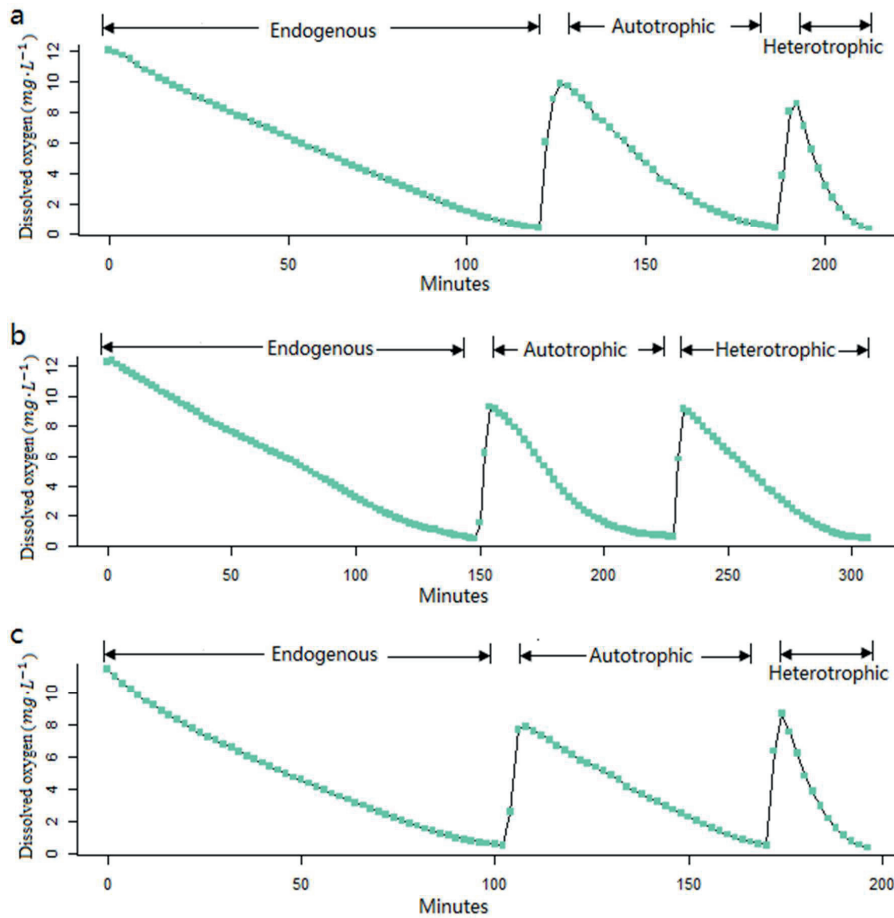 a
Endogenous
Autotrophic
Heterotrophic
Dissolved oxygen (mg·L⁻¹)
12
10
8
6
4
2
0
0 50 100 150 200
Minutes
b
Endogenous
Autotrophic
Heterotrophic
Dissolved oxygen (mg·L⁻¹)
12
10
8
6
4
2
0
0 50 100 150 200 250 300
Minutes
c
Endogenous
Autotrophic
Heterotrophic
Dissolved oxygen (mg·L⁻¹)
10
8
6
4
2
0
0 50 100 150 200
Minutes